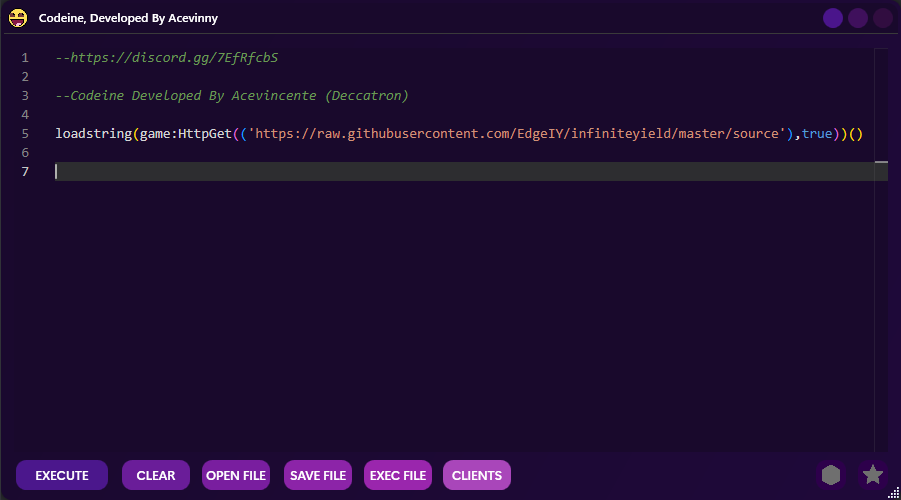 Codeine, Developed By Acevinny
1 --https://discord.gg/7EfRfcbS
2
3 --Codeine Developed By Acevincente (Deccatron)
4
5 loadstring(game:HttpGet(('https://raw.githubusercontent.com/EdgeIY/infiniteyield/master/source'),true))()
6
7
EXECUTE CLEAR OPEN FILE SAVE FILE EXEC FILE CLIENTS